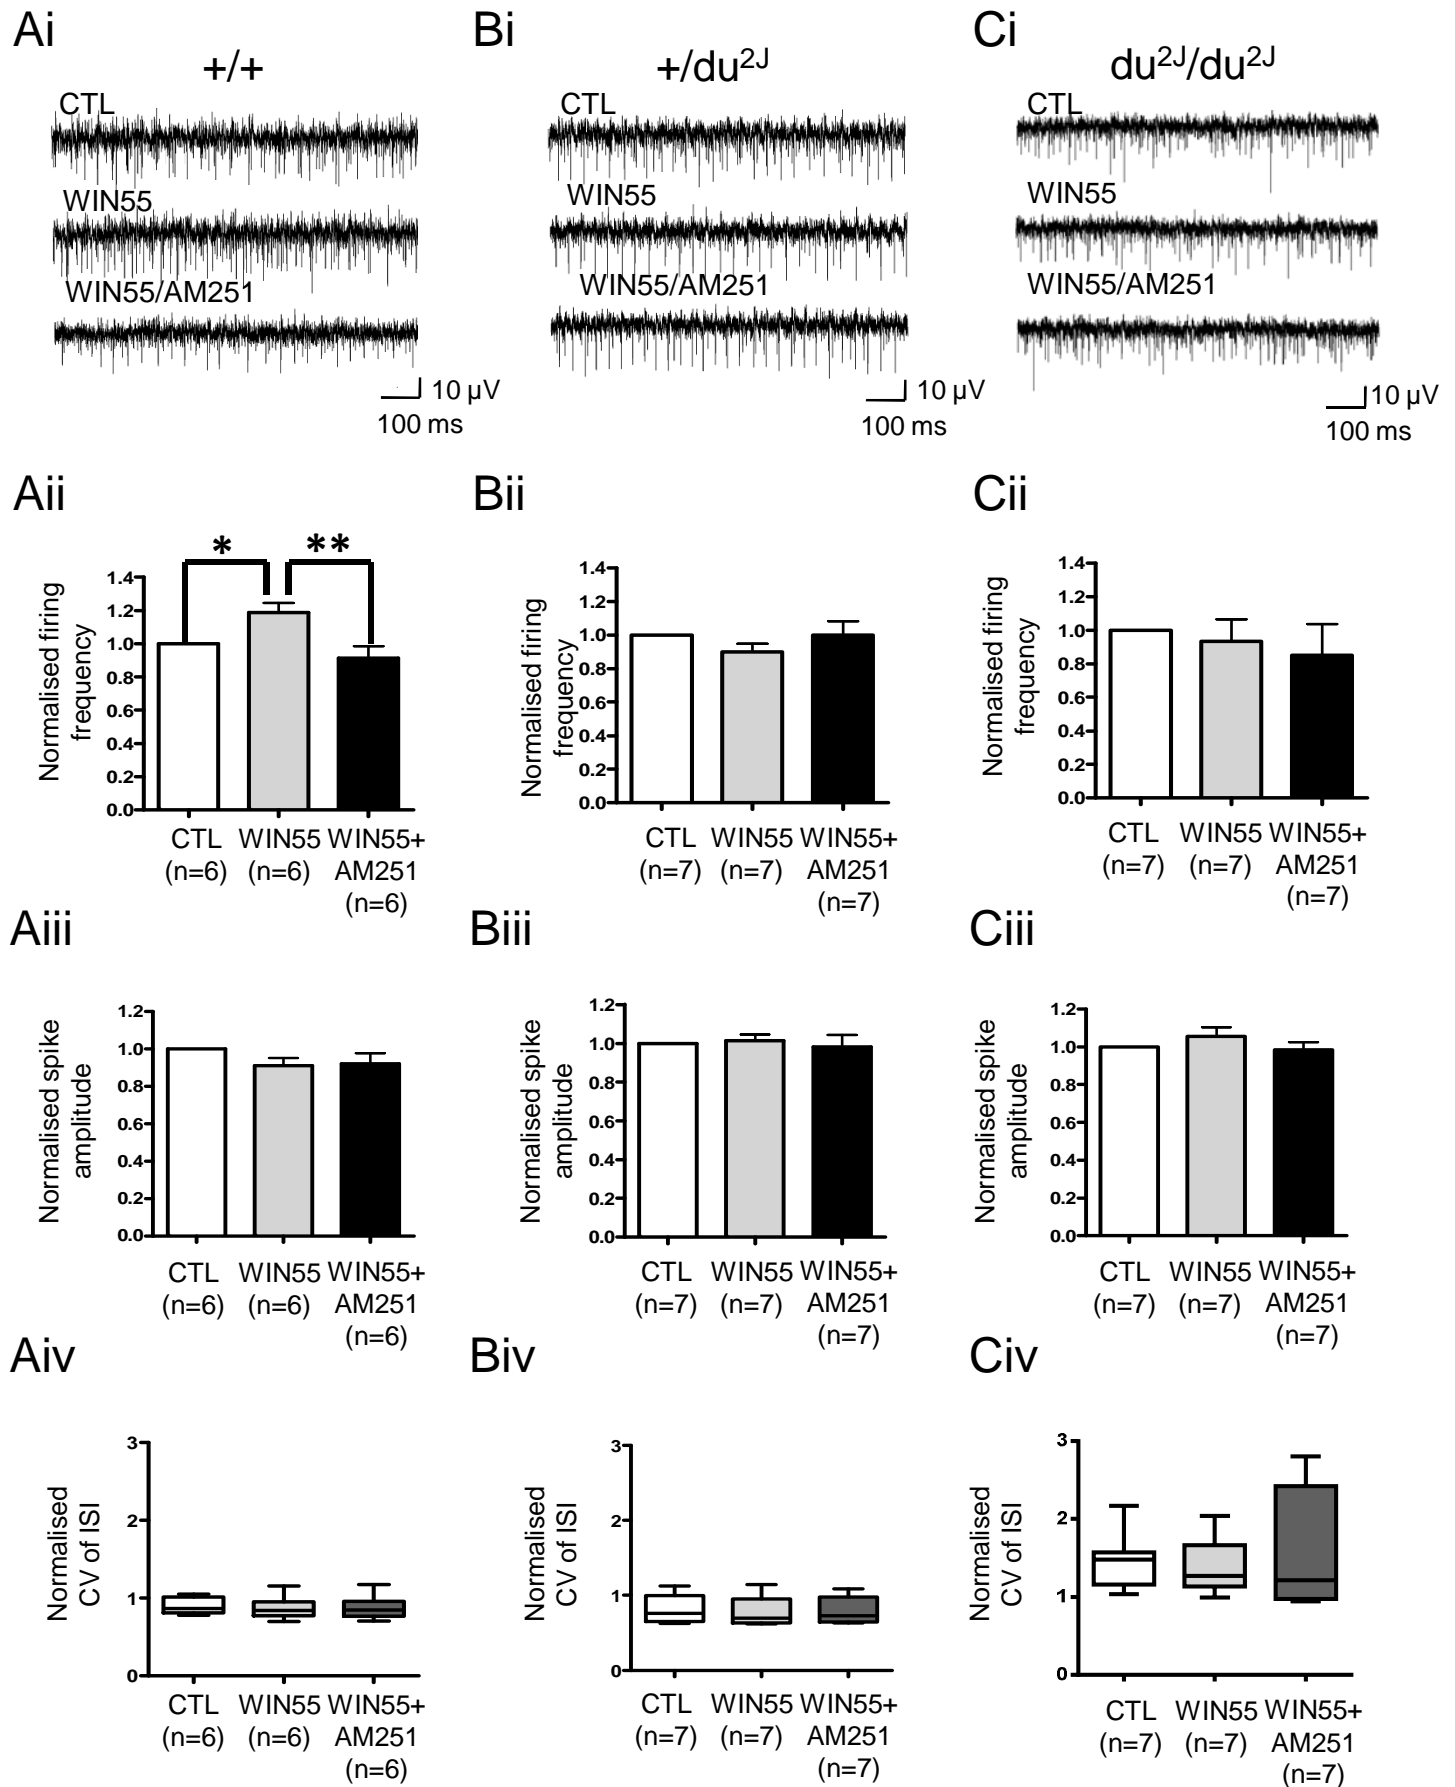 Ai
Bi
Ci
+/+
+/du2J
du2J/du2J
CTL
CTL
CTL
WIN55
WIN55
WIN55
WIN55/AM251
WIN55/AM251
WIN55/AM251
10 µV
100 ms
10 µV
100 ms
10 µV
100 ms
Aii
Normalised firing
frequency
1.4
1.2
1.0
0.8
0.6
0.4
0.2
0.0
*
**
CTL WIN55 WIN55+
(n=6) (n=6) AM251
(n=6)
Bii
Normalised firing
frequency
1.4
1.2
1.0
0.8
0.6
0.4
0.2
0.0
CTL WIN55 WIN55+
(n=7) (n=7) AM251
(n=7)
Cii
Normalised firing
frequency
1.4
1.2
1.0
0.8
0.6
0.4
0.2
0.0
CTL WIN55 WIN55+
(n=7) (n=7) AM251
(n=7)
Aiii
Normalised spike
amplitude
1.2
1.0
0.8
0.6
0.4
0.2
0.0
CTL WIN55 WIN55+
(n=6) (n=6) AM251
(n=6)
Biii
Normalised spike
amplitude
1.2
1.0
0.8
0.6
0.4
0.2
0.0
CTL WIN55 WIN55+
(n=7) (n=7) AM251
(n=7)
Ciii
Normalised spike
amplitude
1.2
1.0
0.8
0.6
0.4
0.2
0.0
CTL WIN55 WIN55+
(n=7) (n=7) AM251
(n=7)
Aiv
Normalised
CV of ISI
3
2
1
0
CTL WIN55 WIN55+
(n=6) (n=6) AM251
(n=6)
Biv
Normalised
CV of ISI
3
2
1
0
CTL WIN55 WIN55+
(n=7) (n=7) AM251
(n=7)
Civ
Normalised
CV of ISI
3
2
1
0
CTL WIN55 WIN55+
(n=7) (n=7) AM251
(n=7)